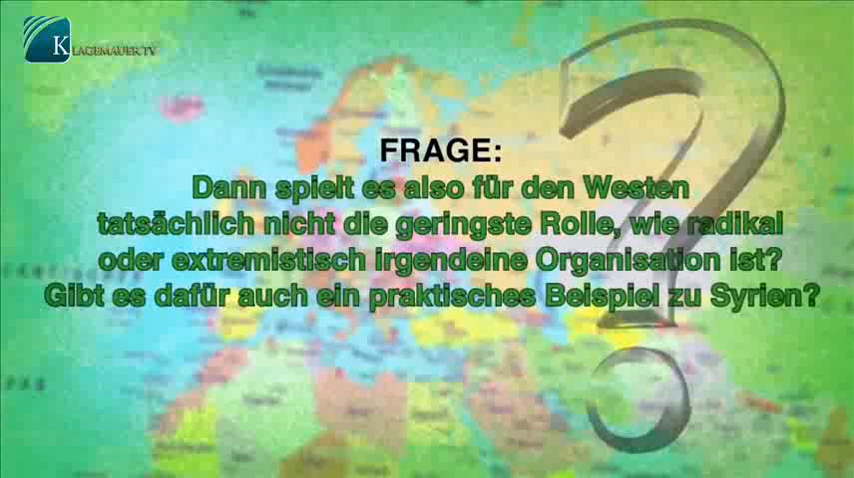 KLAGEMAUER.TV
FRAGE:
Dann spielt es also für den Westen
tatsächlich nicht die geringste Rolle, wie radikal
oder extremistisch irgendeine Organisation ist?
Gibt es dafür auch ein praktisches Beispiel zu Syrien?